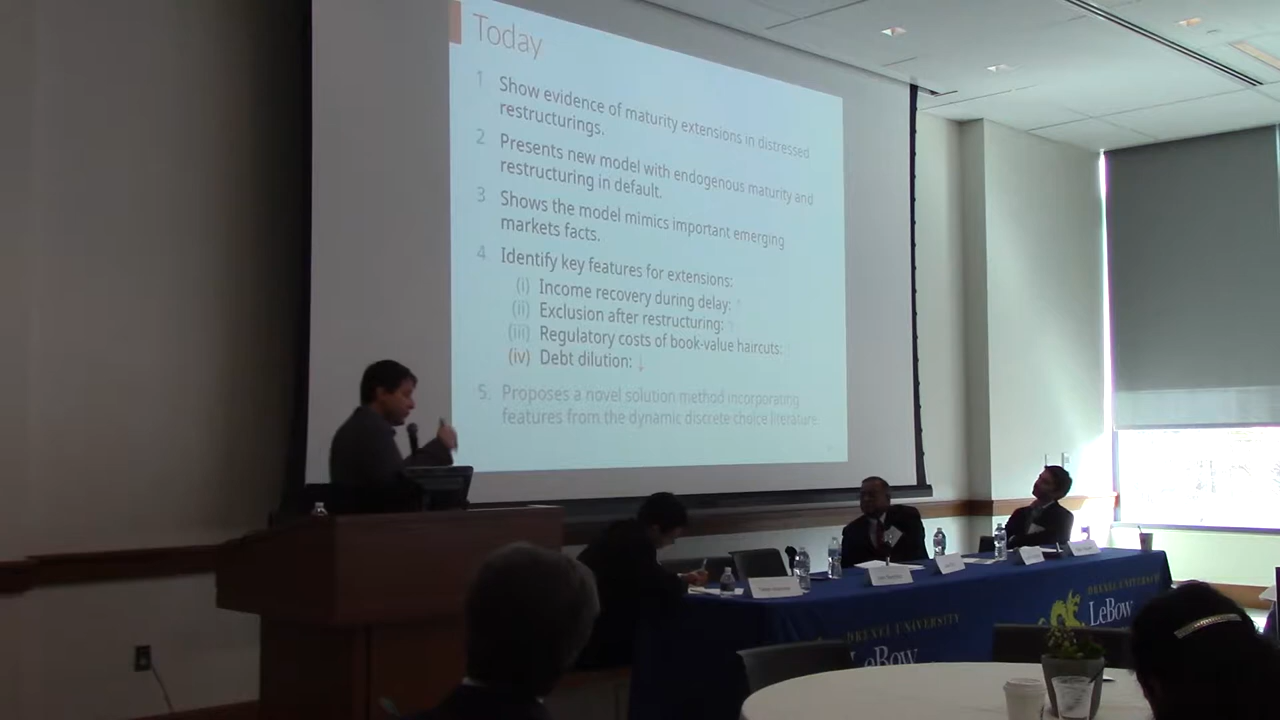 Today
1 Show evidence of maturity extensions in distressed
restructurings.
2 Presents new model with endogenous maturity and
restructuring in default.
3 Shows the model mimics important emerging
markets facts.
4 Identify key features for extensions:
(i) Income recovery during delay: ↑
(ii) Exclusion after restructuring: ↑
(iii) Regulatory costs of book-value haircuts:
(iv) Debt dilution: ↓
5. Proposes a novel solution method incorporating
features from the dynamic discrete choice literature
DREXEL UNIVERSITY
LeBow
DREXEL UNIVERSITY
LeBow